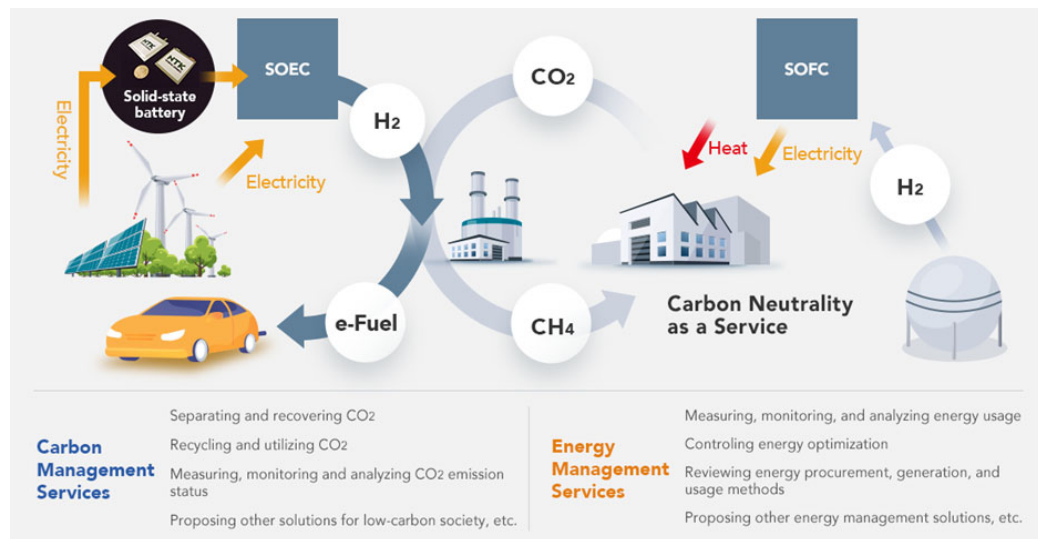 NTK
NTK
Solid-state
battery
SOEC
Electricity
Electricity
H2
CO2
SOFC
Heat
Electricity
H2
e-Fuel
CH4
Carbon Neutrality
as a Service
Carbon
Management
Services
Separating and recovering CO2
Recycling and utilizing CO2
Measuring, monitoring and analyzing CO2 emission
status
Proposing other solutions for low-carbon society, etc.
Energy
Management
Services
Measuring, monitoring, and analyzing energy usage
Controling energy optimization
Reviewing energy procurement, generation, and
usage methods
Proposing other energy management solutions, etc.